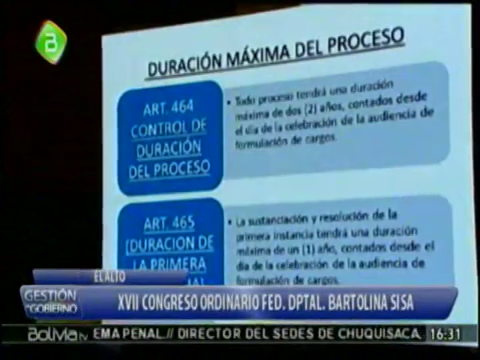 DURACIÓN MÁXIMA DEL PROCESO
ART. 464
CONTROL DE
DURACIÓN
DEL PROCESO
• Todo proceso tendrá una duración
máxima de dos (2) años, contados desde
el día de la celebración de la audiencia de
formulación de cargos.
ART. 465
(DURACIÓN DE
LA PRIMERA
• La sustanciación y resolución de la
primera instancia tendrá una duración
máxima de un (1) año, contados desde el
día de la celebración de la audiencia de
formulación de cargos.
EL ALTO
GESTIÓN
DE GOBIERNO
XVII CONGRESO ORDINARIO FED. DPTAL. BARTOLINA SISA
Bolivia tv
EMA PENAL // DIRECTOR DEL SEDES DE CHUQUISACA,
16:31